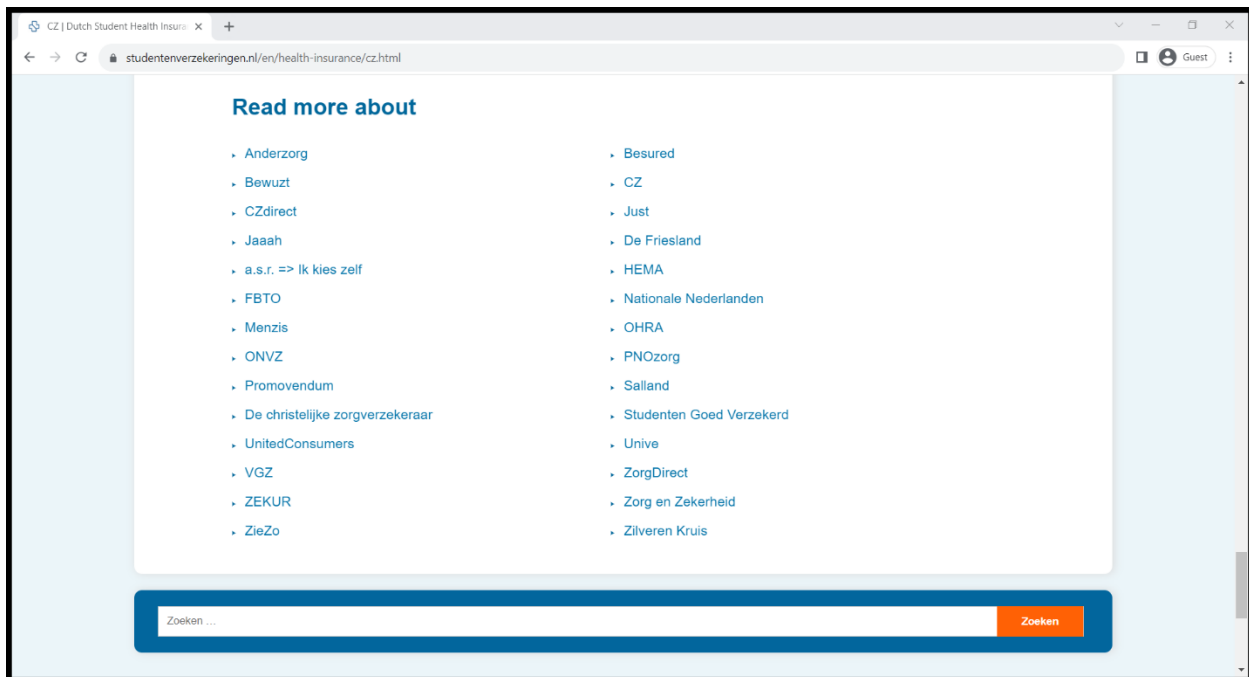 CZ | Dutch Student Health Insura
studentenverzekeringen.nl/en/health-insurance/cz.html
Guest
Read more about
Anderzorg
Besured
Bewuzt
CZ
CZdirect
Just
Jaaah
De Friesland
a.s.r. => Ik kies zelf
HEMA
FBTO
Nationale Nederlanden
Menzis
OHRA
ONVZ
PNOzorg
Promovendum
Salland
De christelijke zorgverzekeraar
Studenten Goed Verzekerd
UnitedConsumers
Unive
VGZ
ZorgDirect
ZEKUR
Zorg en Zekerheid
ZieZo
Zilveren Kruis
Zoeken ...
Zoeken